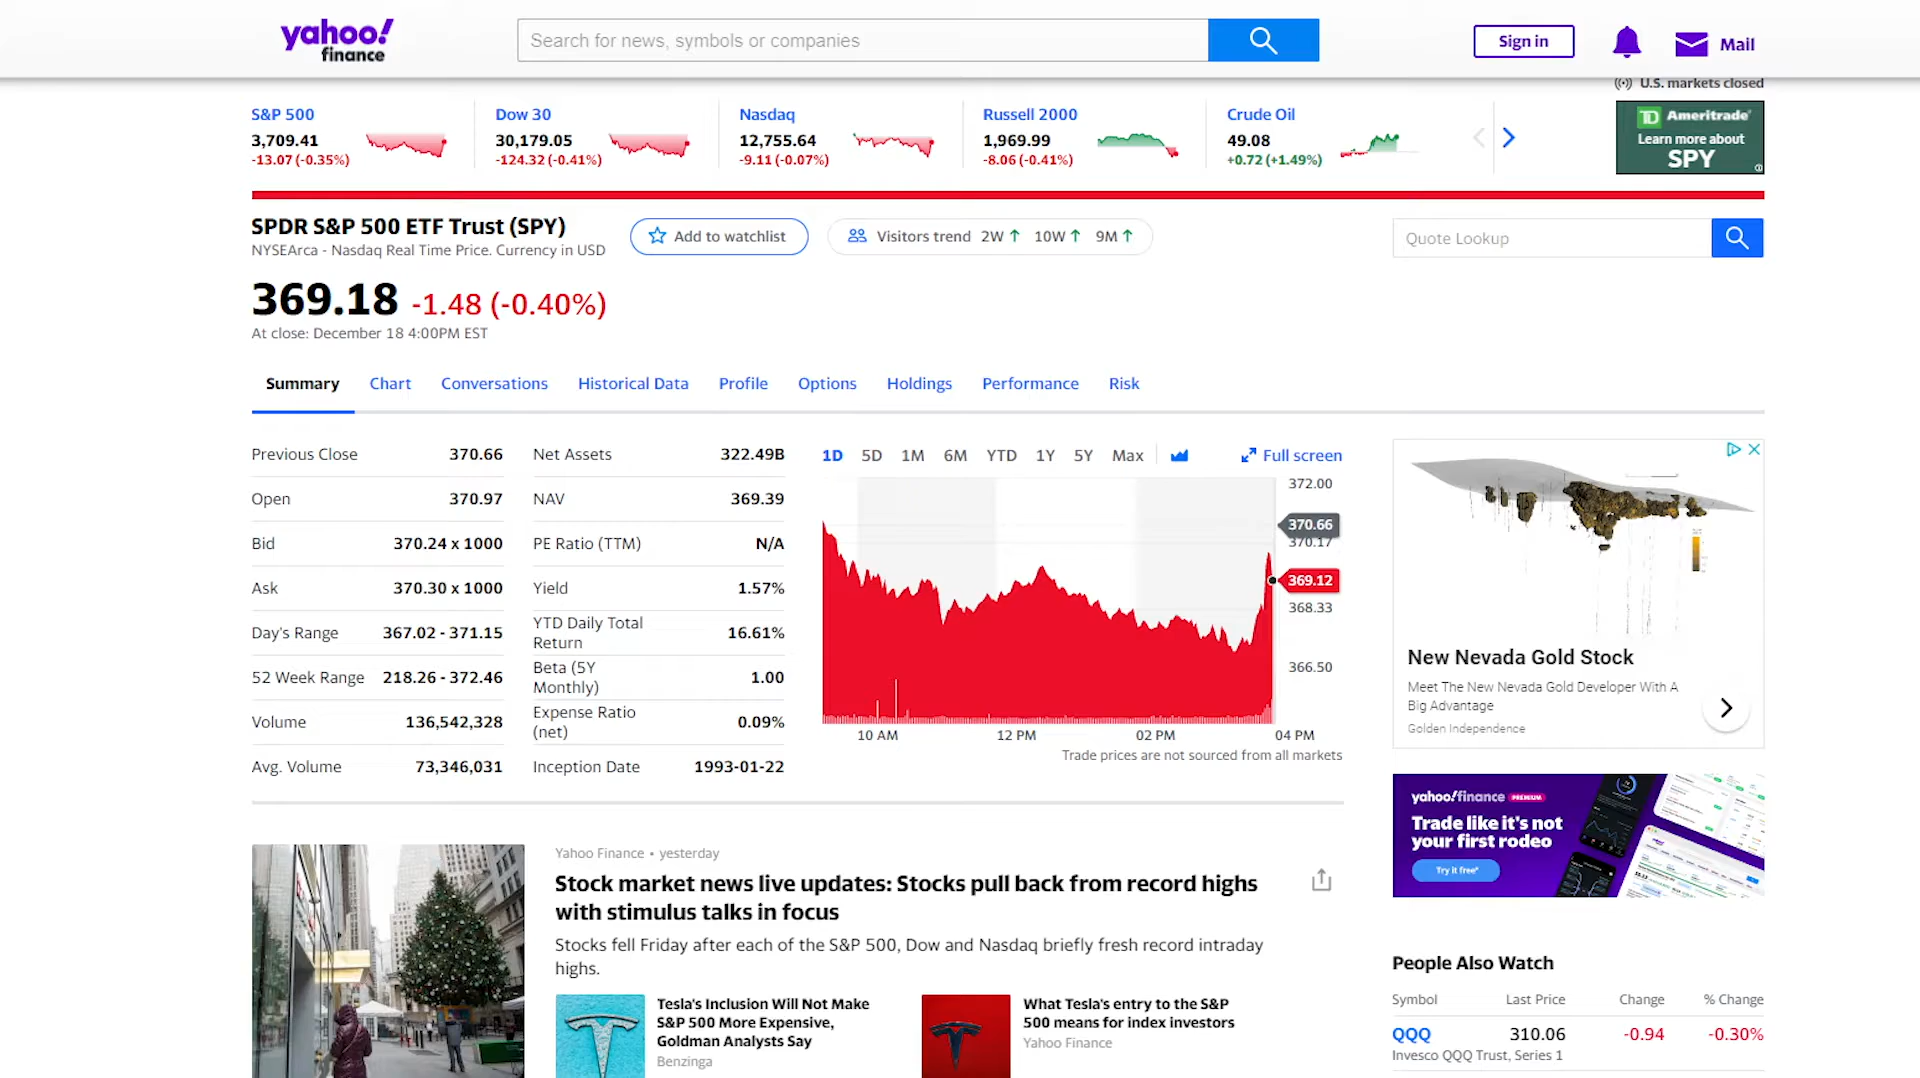 yahoo!
finance
Search for news, symbols or companies
Sign in
Mail
U.S. markets closed
S&P 500
3,709.41
-13.07 (-0.35%)
Dow 30
30,179.05
-124.32 (-0.41%)
Nasdaq
12,755.64
-9.11 (-0.07%)
Russell 2000
1,969.99
-8.06 (-0.41%)
Crude Oil
49.08
+0.72 (+1.49%)
TD Ameritrade
Learn more about
SPY
SPDR S&P 500 ETF Trust (SPY)
NYSEArca - Nasdaq Real Time Price. Currency in USD
Add to watchlist
Visitors trend 2W ↑ 10W ↑ 9M ↑
Quote Lookup
369.18 -1.48 (-0.40%)
At close: December 18 4:00PM EST
Summary Chart Conversations Historical Data Profile Options Holdings Performance Risk
Previous Close 370.66
Open 370.97
Bid 370.24 x 1000
Ask 370.30 x 1000
Day's Range 367.02 - 371.15
52 Week Range 218.26 - 372.46
Volume 136,542,328
Avg. Volume 73,346,031
Net Assets 322.49B
NAV 369.39
PE Ratio (TTM) N/A
Yield 1.57%
YTD Daily Total
Return 16.61%
Beta (5Y
Monthly) 1.00
Expense Ratio
(net) 0.09%
Inception Date 1993-01-22
1D 5D 1M 6M YTD 1Y 5Y Max
Full screen
372.00
370.66
370.17
369.12
368.33
366.50
10 AM 12 PM 02 PM 04 PM
Trade prices are not sourced from all markets
New Nevada Gold Stock
Meet The New Nevada Gold Developer With A
Big Advantage
Golden Independence
yahoo!finance PREMIUM
Trade like it's not
your first rodeo
Try it free*
Yahoo Finance • yesterday
Stock market news live updates: Stocks pull back from record highs
with stimulus talks in focus
Stocks fell Friday after each of the S&P 500, Dow and Nasdaq briefly fresh record intraday
highs.
Tesla's Inclusion Will Not Make
S&P 500 More Expensive,
Goldman Analysts Say
Benzinga
What Tesla's entry to the S&P
500 means for index investors
Yahoo Finance
People Also Watch
Symbol Last Price Change % Change
QQQ 310.06 -0.94 -0.30%
Invesco QQQ Trust, Series 1